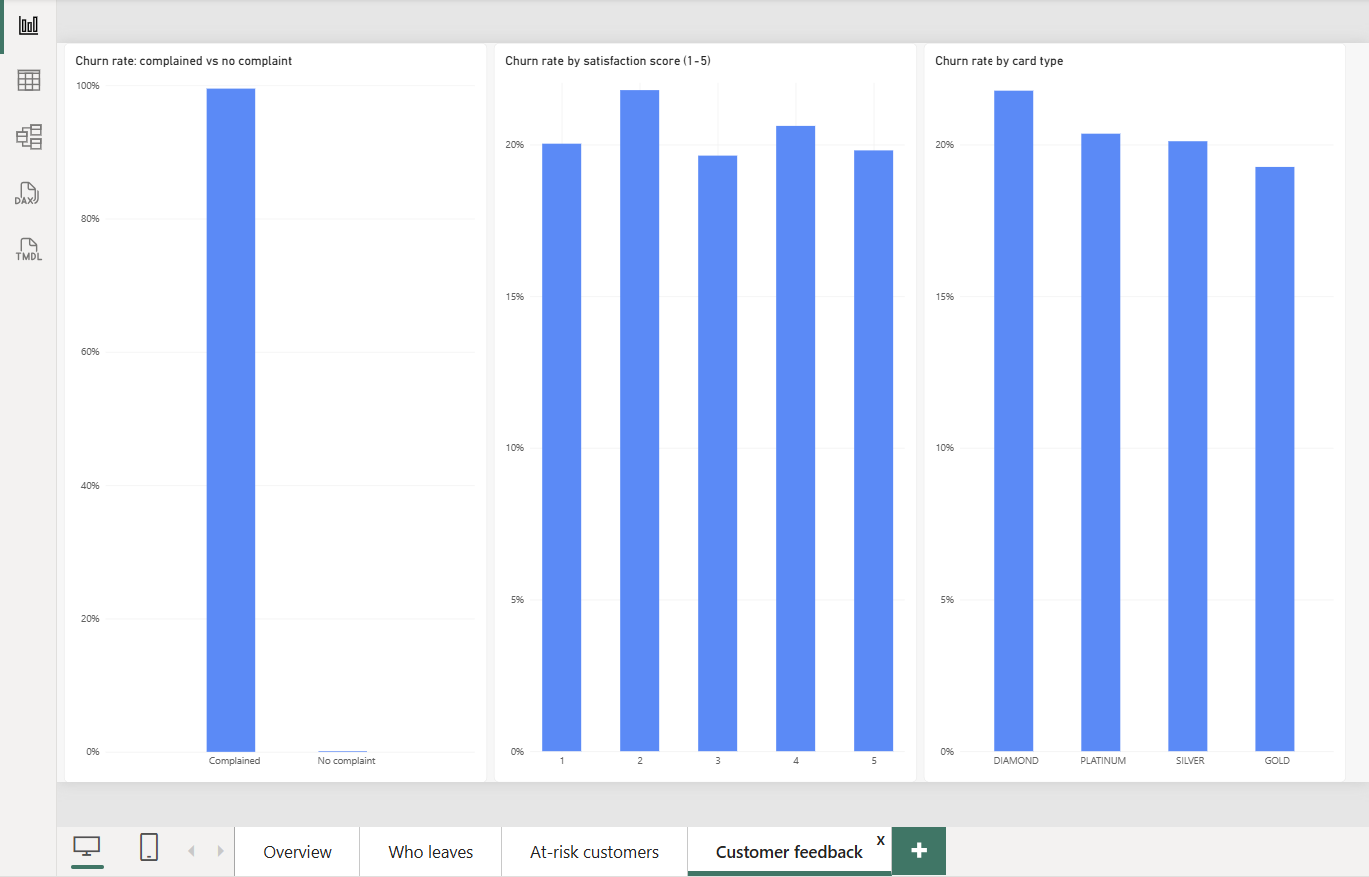 DAX
TMDL
Churn rate: complained vs no complaint
100%
80%
60%
40%
20%
0%
Complained No complaint
Churn rate by satisfaction score (1-5)
20%
15%
10%
5%
0%
1 2 3 4 5
Churn rate by card type
20%
15%
10%
5%
0%
DIAMOND PLATINUM SILVER GOLD
Overview Who leaves At-risk customers Customer feedback X +